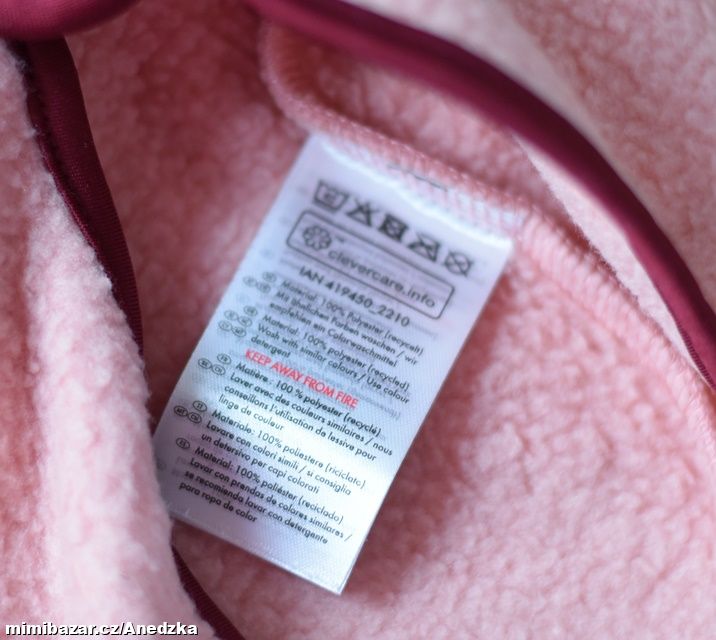 clevercare.info
IAN 419450_2210
Material: 100% Polyester (recycelt)
Mit ähnlichen Farben waschen / wir
empfehlen ein Colorwaschmittel
Material: 100% polyester (recycled)
Wash with similar colours / Use colour
detergent
KEEP AWAY FROM FIRE
FR
Matière: 100 % polyester (recyclé)
Laver avec des couleurs similaires / nous
conseillons l'utilisation de lessive pour
linge de couleur
Materiale: 100% poliestere (riciclato)
Lavare con colori simili / si consiglia
un detersivo per capi colorati
ES
Material: 100% poliéster (reciclado)
Lavar con prendas de colores similares /
se recomienda lavar con detergente
para ropa de color
mimibazar.cz/Anedzka